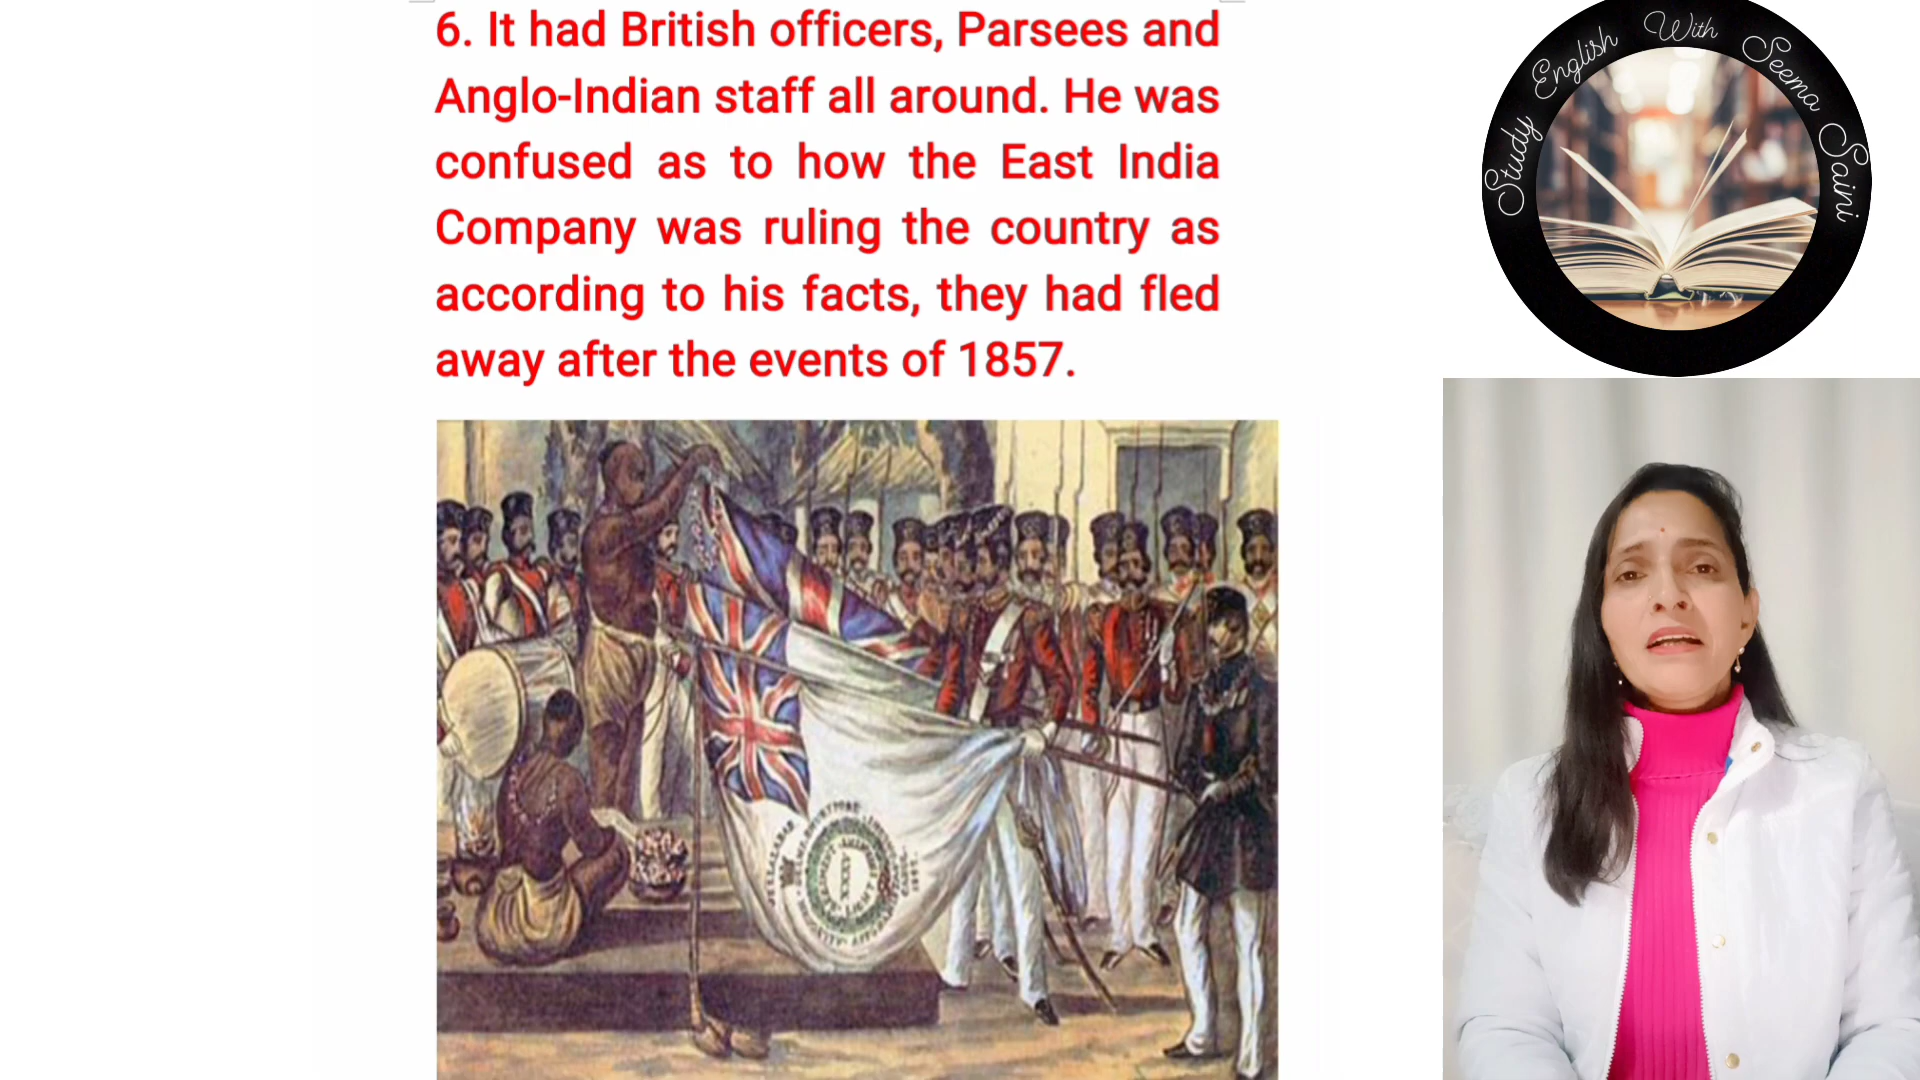 6. It had British officers, Parsees and
Anglo-Indian staff all around. He was
confused as to how the East India
Company was ruling the country as
according to his facts, they had fled
away after the events of 1857.
Study English With Seema Saini
XXXV